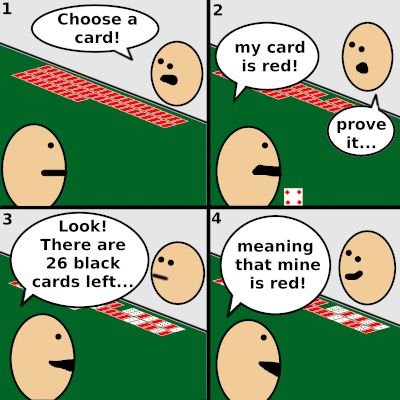 1
Choose a
card!
2
my card
is red!
prove
it...
3
Look!
There are
26 black
cards left...
4
meaning
that mine
is red!